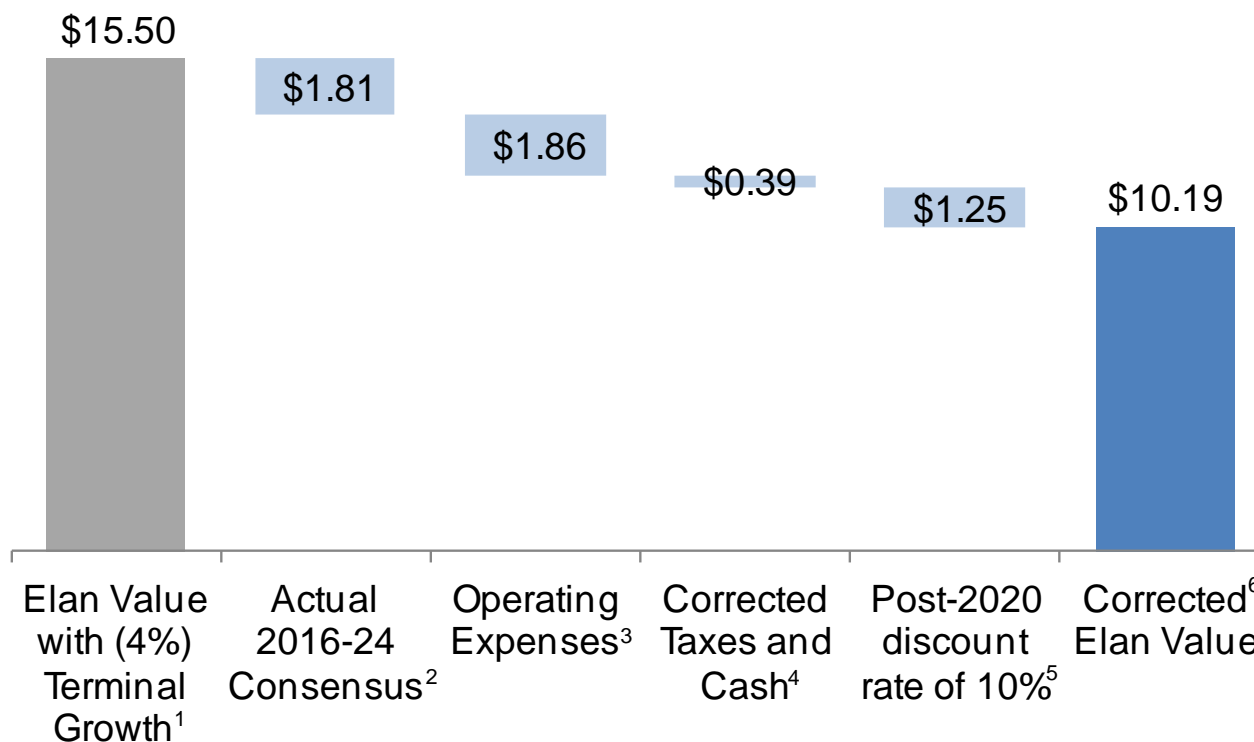 $15.50
$1.81
$1.86
$0.39
$1.25
$10.19
Elan Value
with (4%)
Terminal
Growth¹
Actual
2016-24
Consensus²
Operating
Expenses³
Corrected
Taxes and
Cash⁴
Post-2020
discount
rate of 10%⁵
Corrected⁶
Elan Value